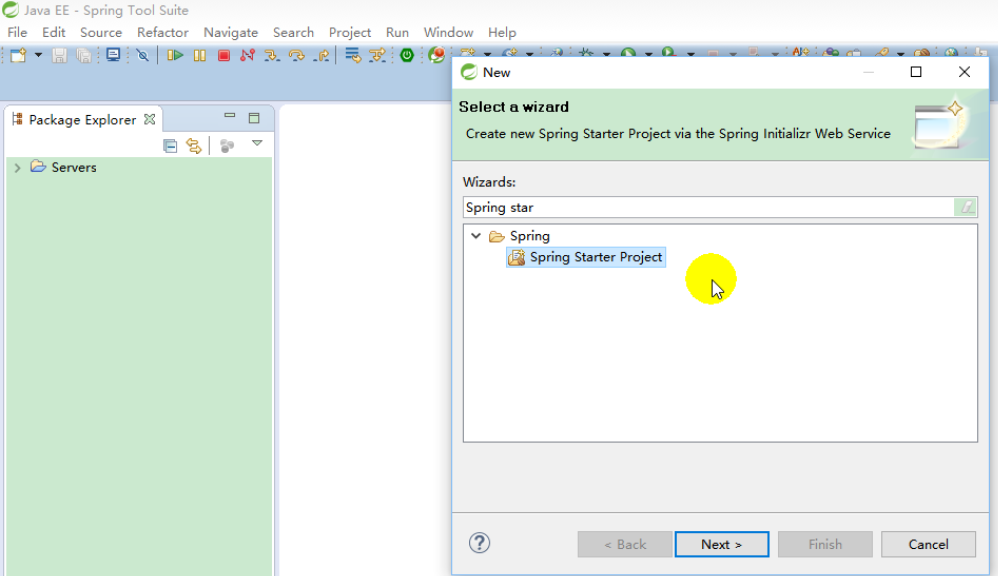 Java EE - Spring Tool Suite
File Edit Source Refactor Navigate Search Project Run Window Help
New
Select a wizard
Create new Spring Starter Project via the Spring Initializr Web Service
Package Explorer
Servers
Wizards:
Spring star
Spring
Spring Starter Project
< Back Next > Finish Cancel